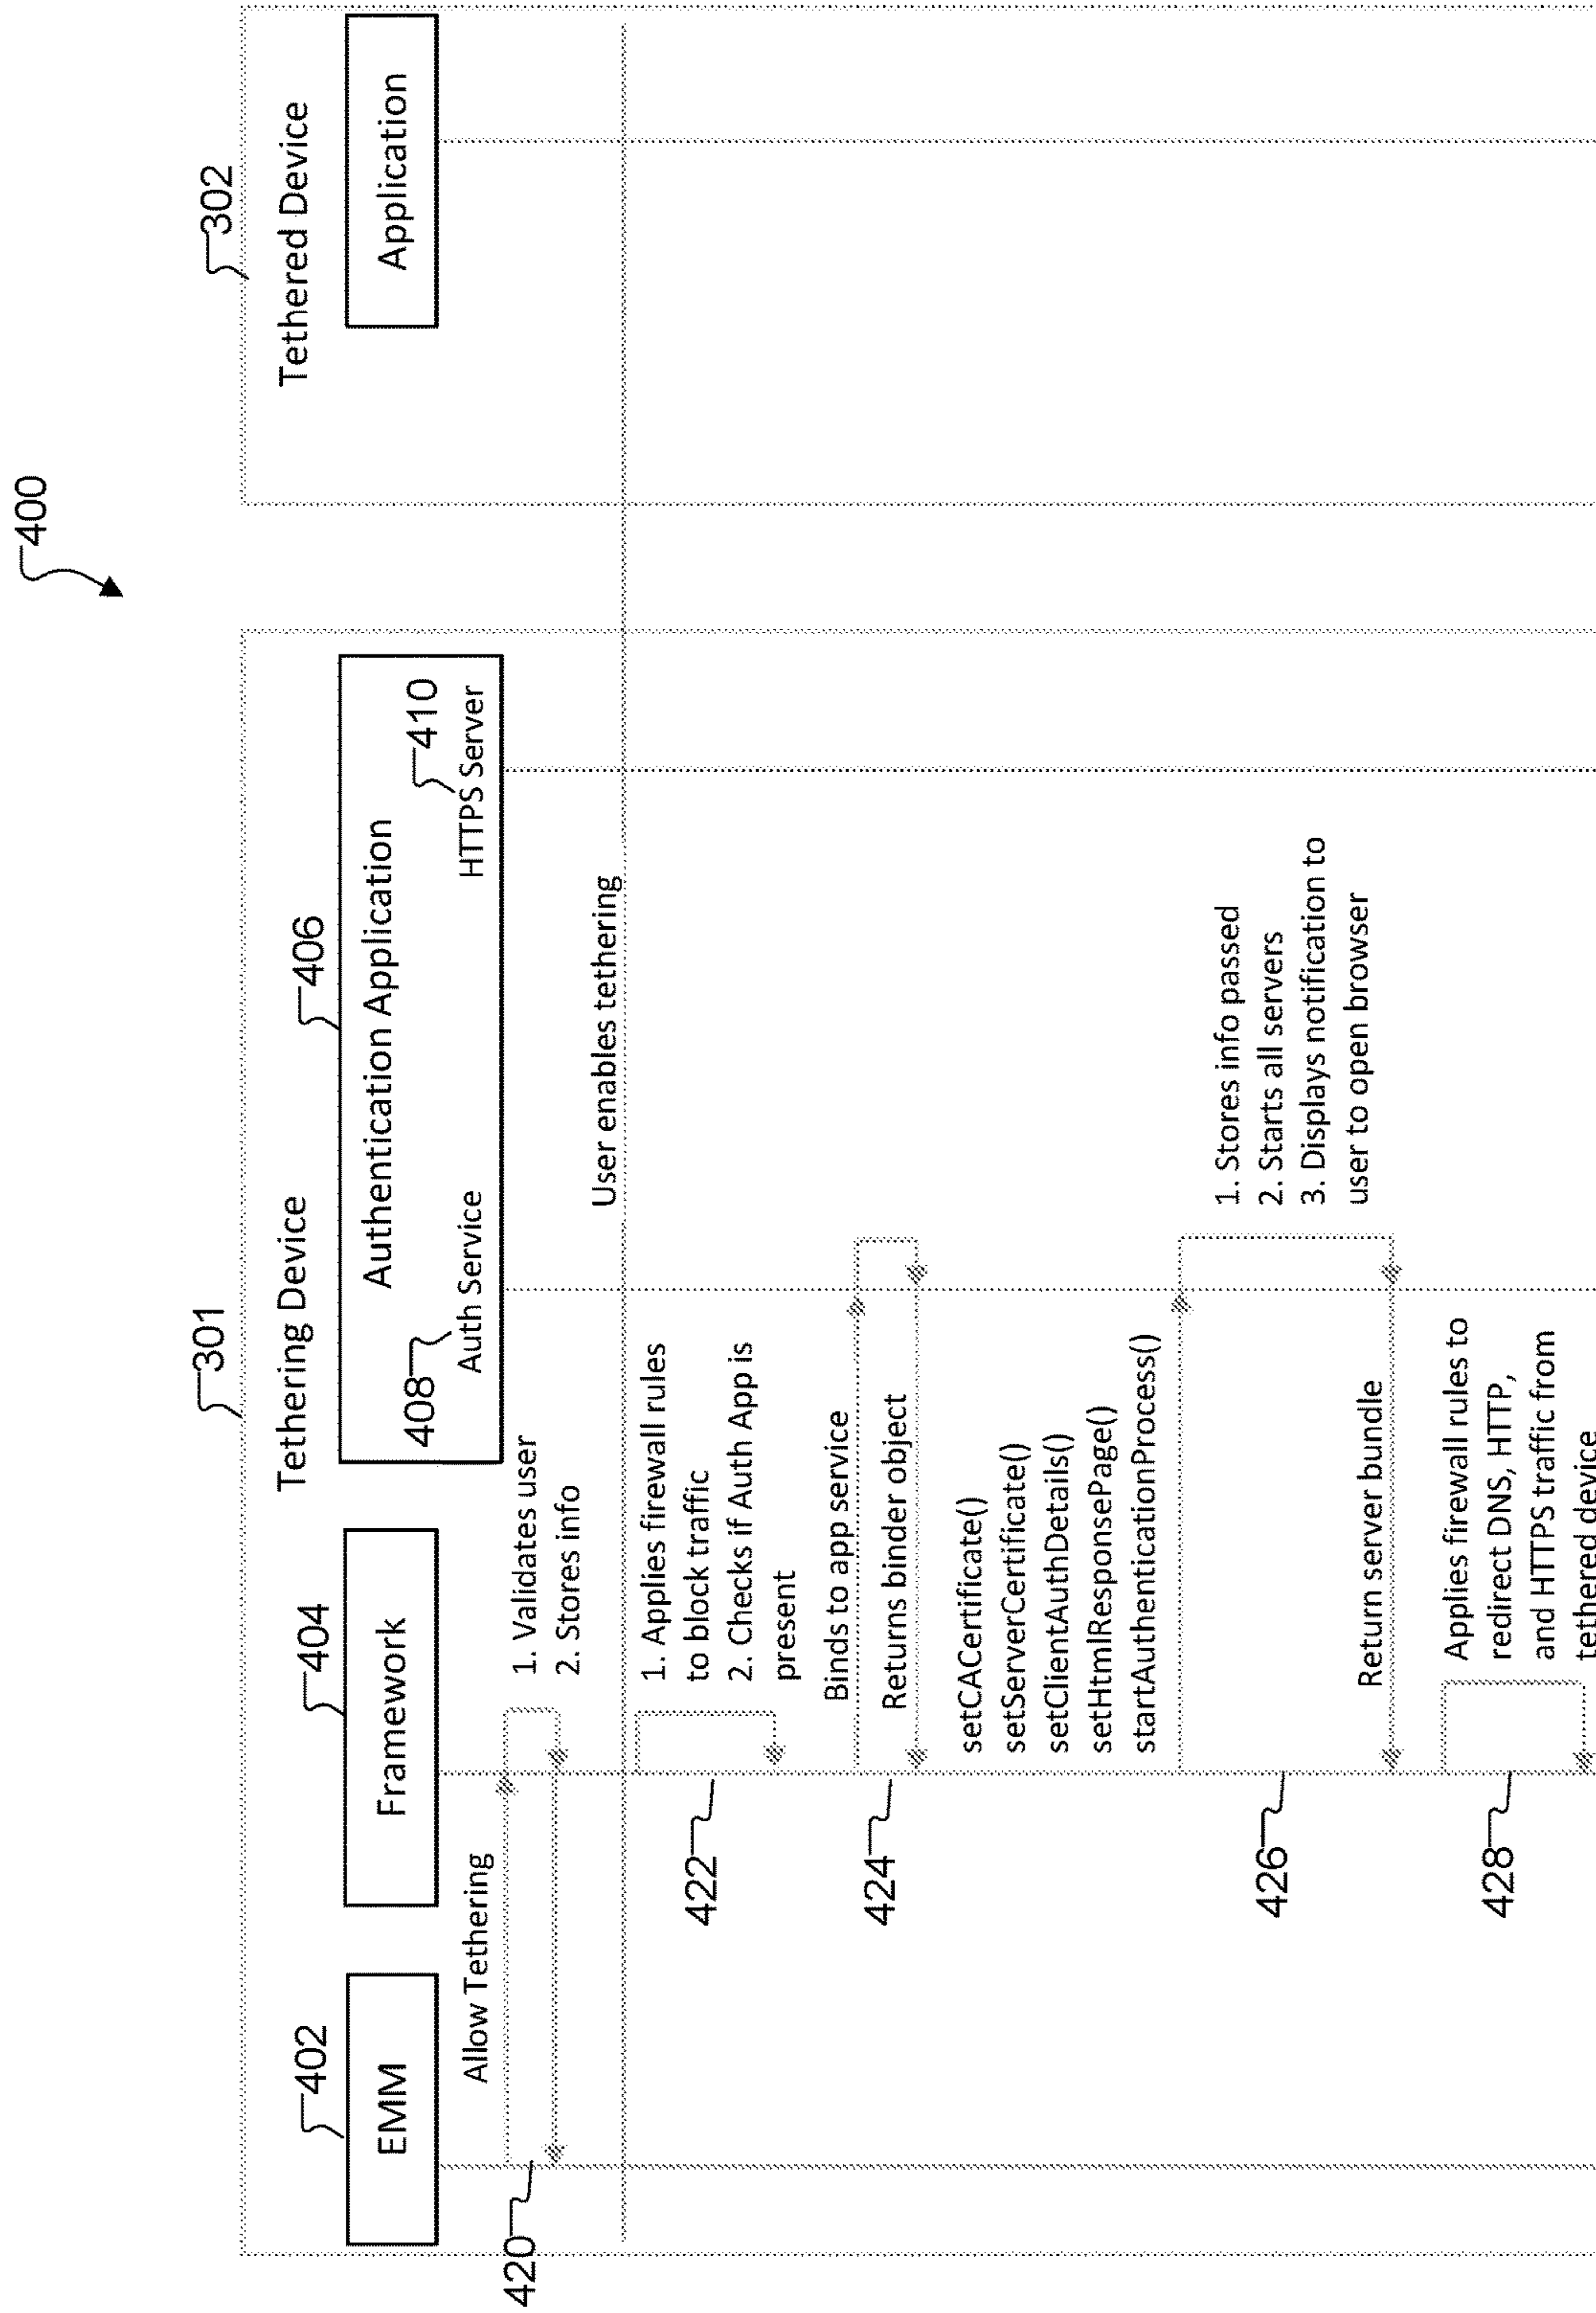 400
301
Tethering Device
302
Tethered Device
402
EMM
404
Framework
406
Authentication Application
408
Auth Service
410
HTTPS Server
Application
Allow Tethering
1. Validates user
2. Stores info
420
User enables tethering
1. Applies firewall rules
to block traffic
2. Checks if Auth App is
present
422
Binds to app service
Returns binder object
424
setCACertificate()
setServerCertificate()
setClientAuthDetails()
setHtmlResponsePage()
startAuthenticationProcess()
1. Stores info passed
2. Starts all servers
3. Displays notification to
user to open browser
426
Return server bundle
Applies firewall rules to
redirect DNS, HTTP,
and HTTPS traffic from
tethered device
428